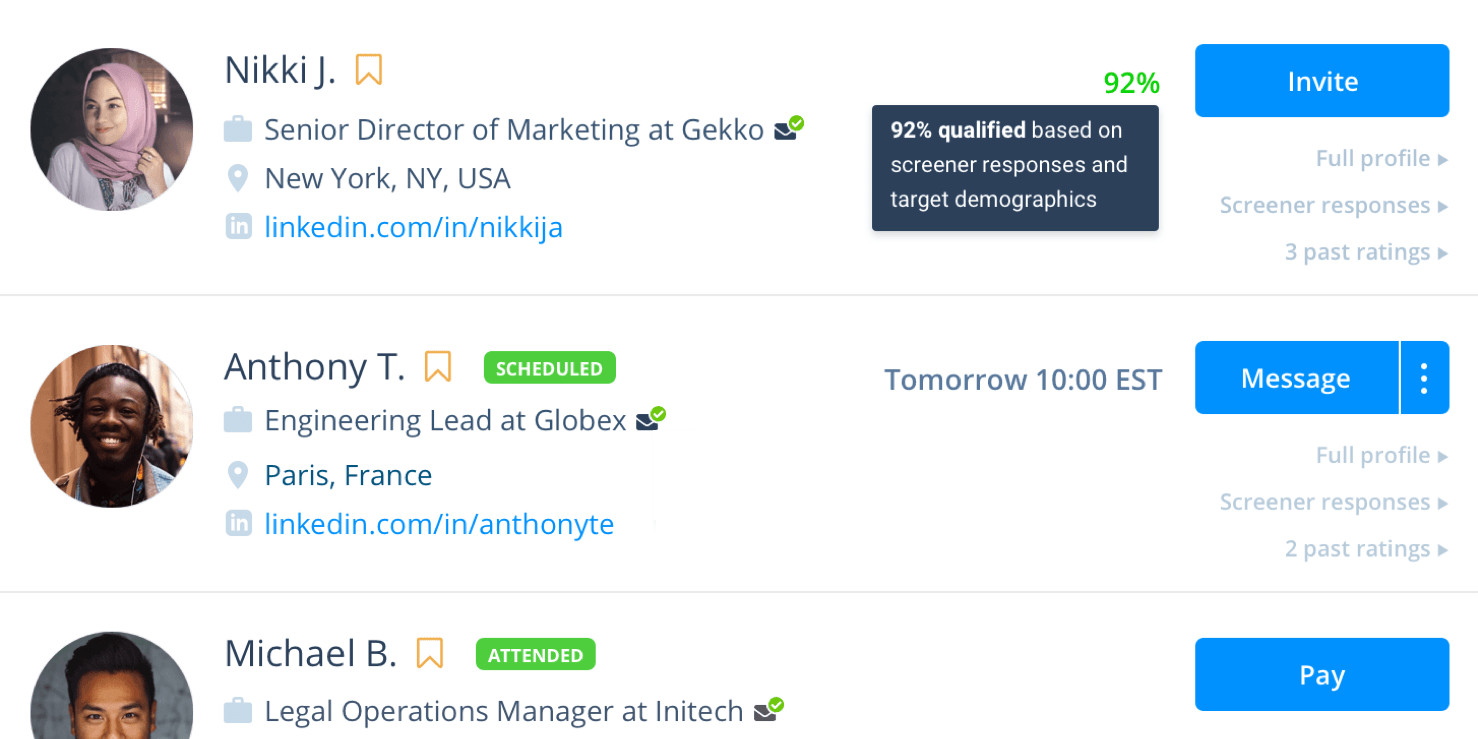 Nikki J.
92%
Invite
Senior Director of Marketing at Gekko
92% qualified based on
screener responses and
target demographics
New York, NY, USA
in linkedin.com/in/nikkija
Full profile
Screener responses
3 past ratings
Anthony T.
SCHEDULED
Tomorrow 10:00 EST
Message
Engineering Lead at Globex
Paris, France
in linkedin.com/in/anthonyte
Full profile
Screener responses
2 past ratings
Michael B.
ATTENDED
Pay
Legal Operations Manager at Initech